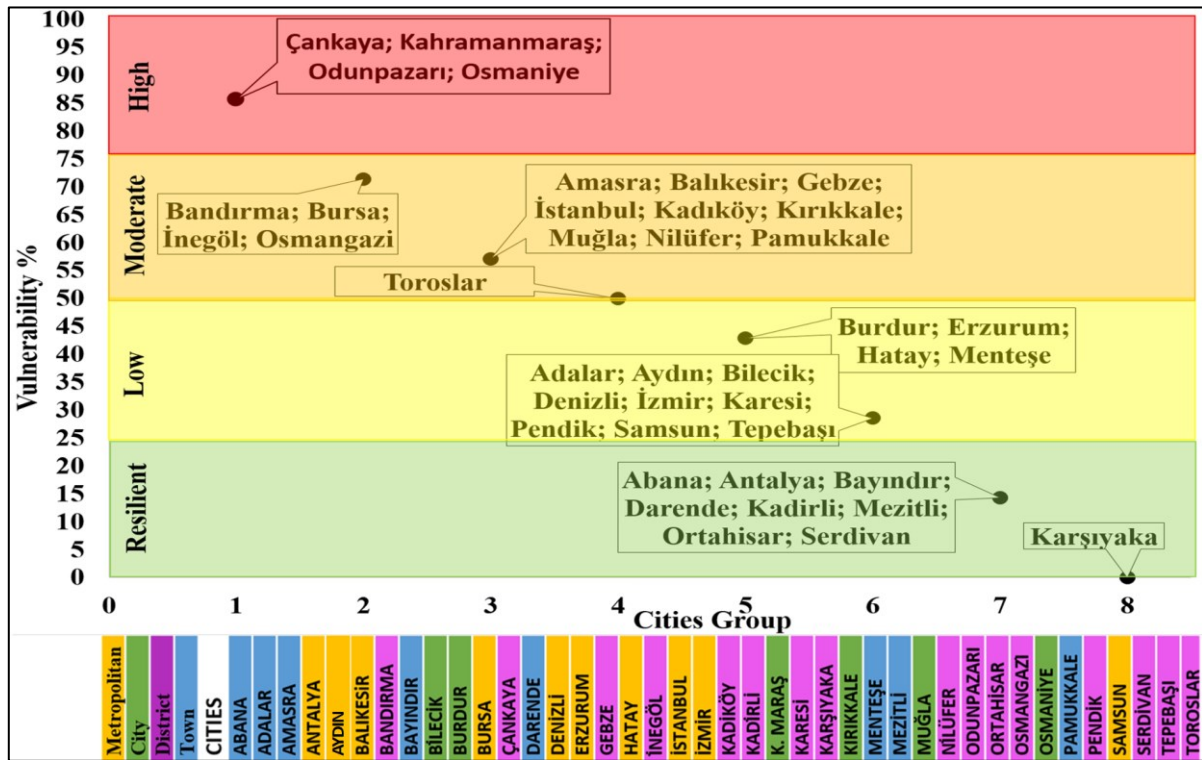 100
95
90
85
80
75
70
65
60
55
50
45
40
35
30
25
20
15
10
5
0
Vulnerability %
High
Moderate
Low
Resilient
Çankaya; Kahramanmaraş;
Odunpazarı; Osmaniye
Bandırma; Bursa;
İnegöl; Osmangazi
Amasra; Balıkesir; Gebze;
İstanbul; Kadıköy; Kırıkkale;
Muğla; Nilüfer; Pamukkale
Toroslar
Burdur; Erzurum;
Hatay; Menteşe
Adalar; Aydın; Bilecik;
Denizli; İzmir; Karesi;
Pendik; Samsun; Tepebaşı
Abana; Antalya; Bayındır;
Darende; Kadirli; Mezitli;
Ortahisar; Serdivan
Karşıyaka
0 1 2 3 4 5 6 7 8
Cities Group
Metropolitan
City
District
Town
CITIES
ABANA
ADALAR
AMASRA
ANTALYA
AYDIN
BALIKESİR
BANDIRMA
BAYINDIR
BİLECİK
BURDUR
BURSA
ÇANKAYA
DARENDE
DENİZLİ
ERZURUM
GEBZE
HATAY
İNEGÖL
İSTANBUL
İZMİR
KADİKÖY
KADİRLİ
K. MARAŞ
KARESİ
KARŞIYAKA
KIRIKKALE
MENTEŞE
MEZİTLİ
MUĞLA
NİLÜFER
ODUNPAZARI
ORTAHİSAR
OSMANGAZI
OSMANİYE
PAMUKKALE
PENDİK
SAMSUN
SERDİVAN
TEPEBAŞI
TOROSLAR